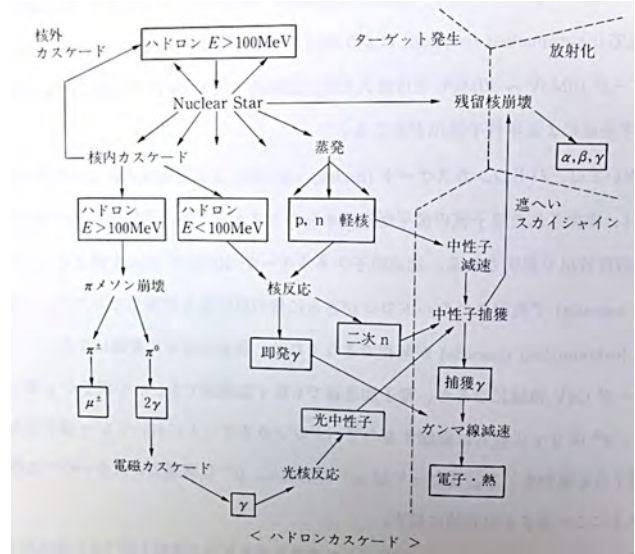 核外
カスケード
ハドロン E>100MeV
ターゲット発生
放射化
Nuclear Star
残留核崩壊
α,β,γ
核内カスケード
蒸発
ハドロン
E>100MeV
ハドロン
E<100MeV
p, n 軽核
遮へい
スカイシャイン
中性子
減速
πメソン崩壊
核反応
中性子捕獲
二次 n
π±
π⁰
即発γ
捕獲γ
μ±
2γ
光中性子
ガンマ線減速
電磁カスケード
光核反応
電子・熱
γ
< ハドロンカスケード >